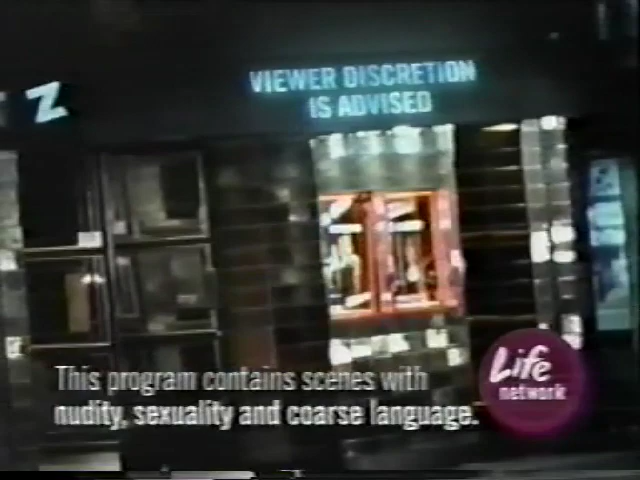 VIEWER DISCRETION
IS ADVISED
Z
This program contains scenes with
nudity, sexuality and coarse language.
Life
network